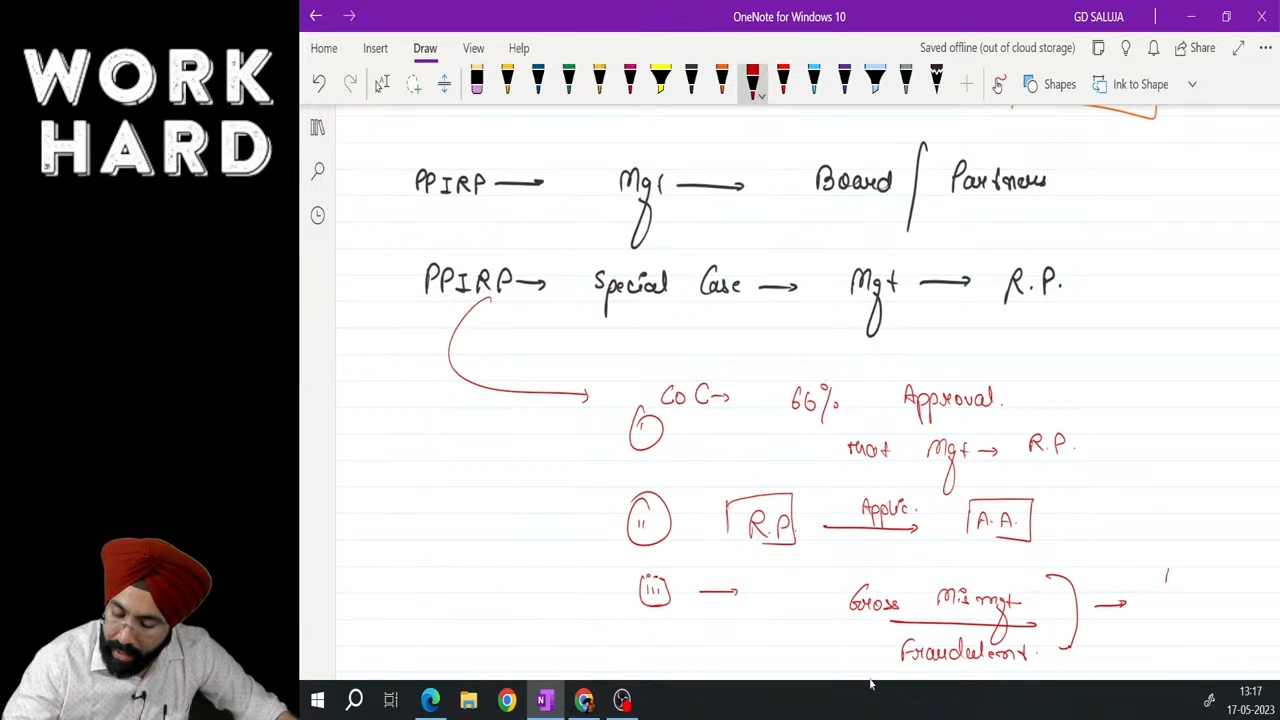 WORK
HARD
OneNote for Windows 10
GD SALUJA
Home Insert Draw View Help
Saved offline (out of cloud storage)
Share
Shapes
Ink to Shape
PPIRP → Mgt → Board / Partners
PPIRP → Special Case → Mgt → R.P.
CoC → 66% Approval.
i
that Mgt → R.P.
ii R.P. Applic. → A.A.
iii → Gross Mis mgt →
Fraudulent.
13:17
17-05-2023